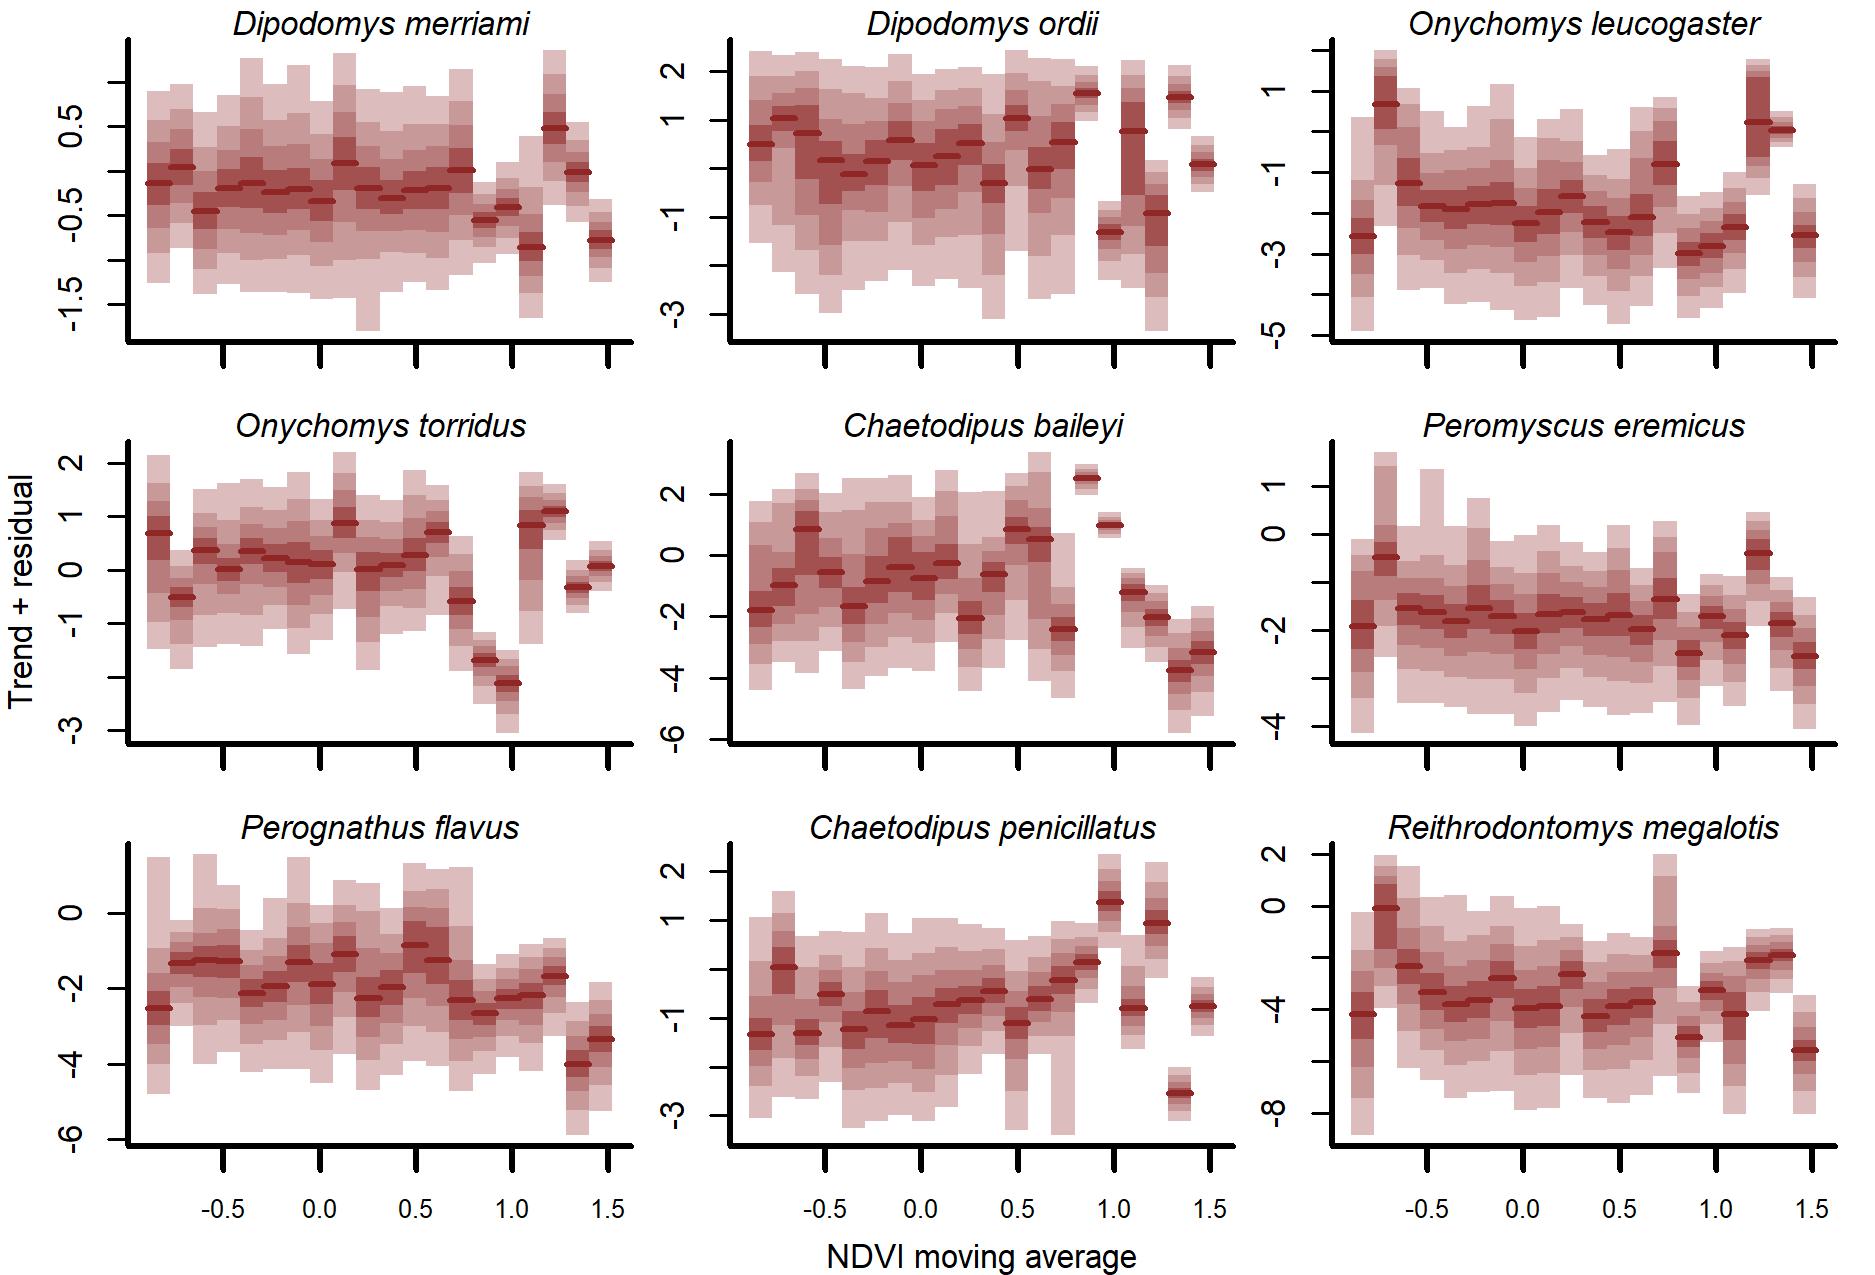 Dipodomys merriami
Dipodomys ordii
Onychomys leucogaster
0.5
-0.5
-1.5
2
1
-1
-3
1
-1
-3
-5
Onychomys torridus
Chaetodipus baileyi
Peromyscus eremicus
Trend + residual
2
1
0
-1
-3
2
0
-2
-4
-6
1
0
-2
-4
Perognathus flavus
Chaetodipus penicillatus
Reithrodontomys megalotis
0
-2
-4
-6
2
1
-1
-3
2
0
-4
-8
-0.5 0.0 0.5 1.0 1.5
-0.5 0.0 0.5 1.0 1.5
-0.5 0.0 0.5 1.0 1.5
NDVI moving average